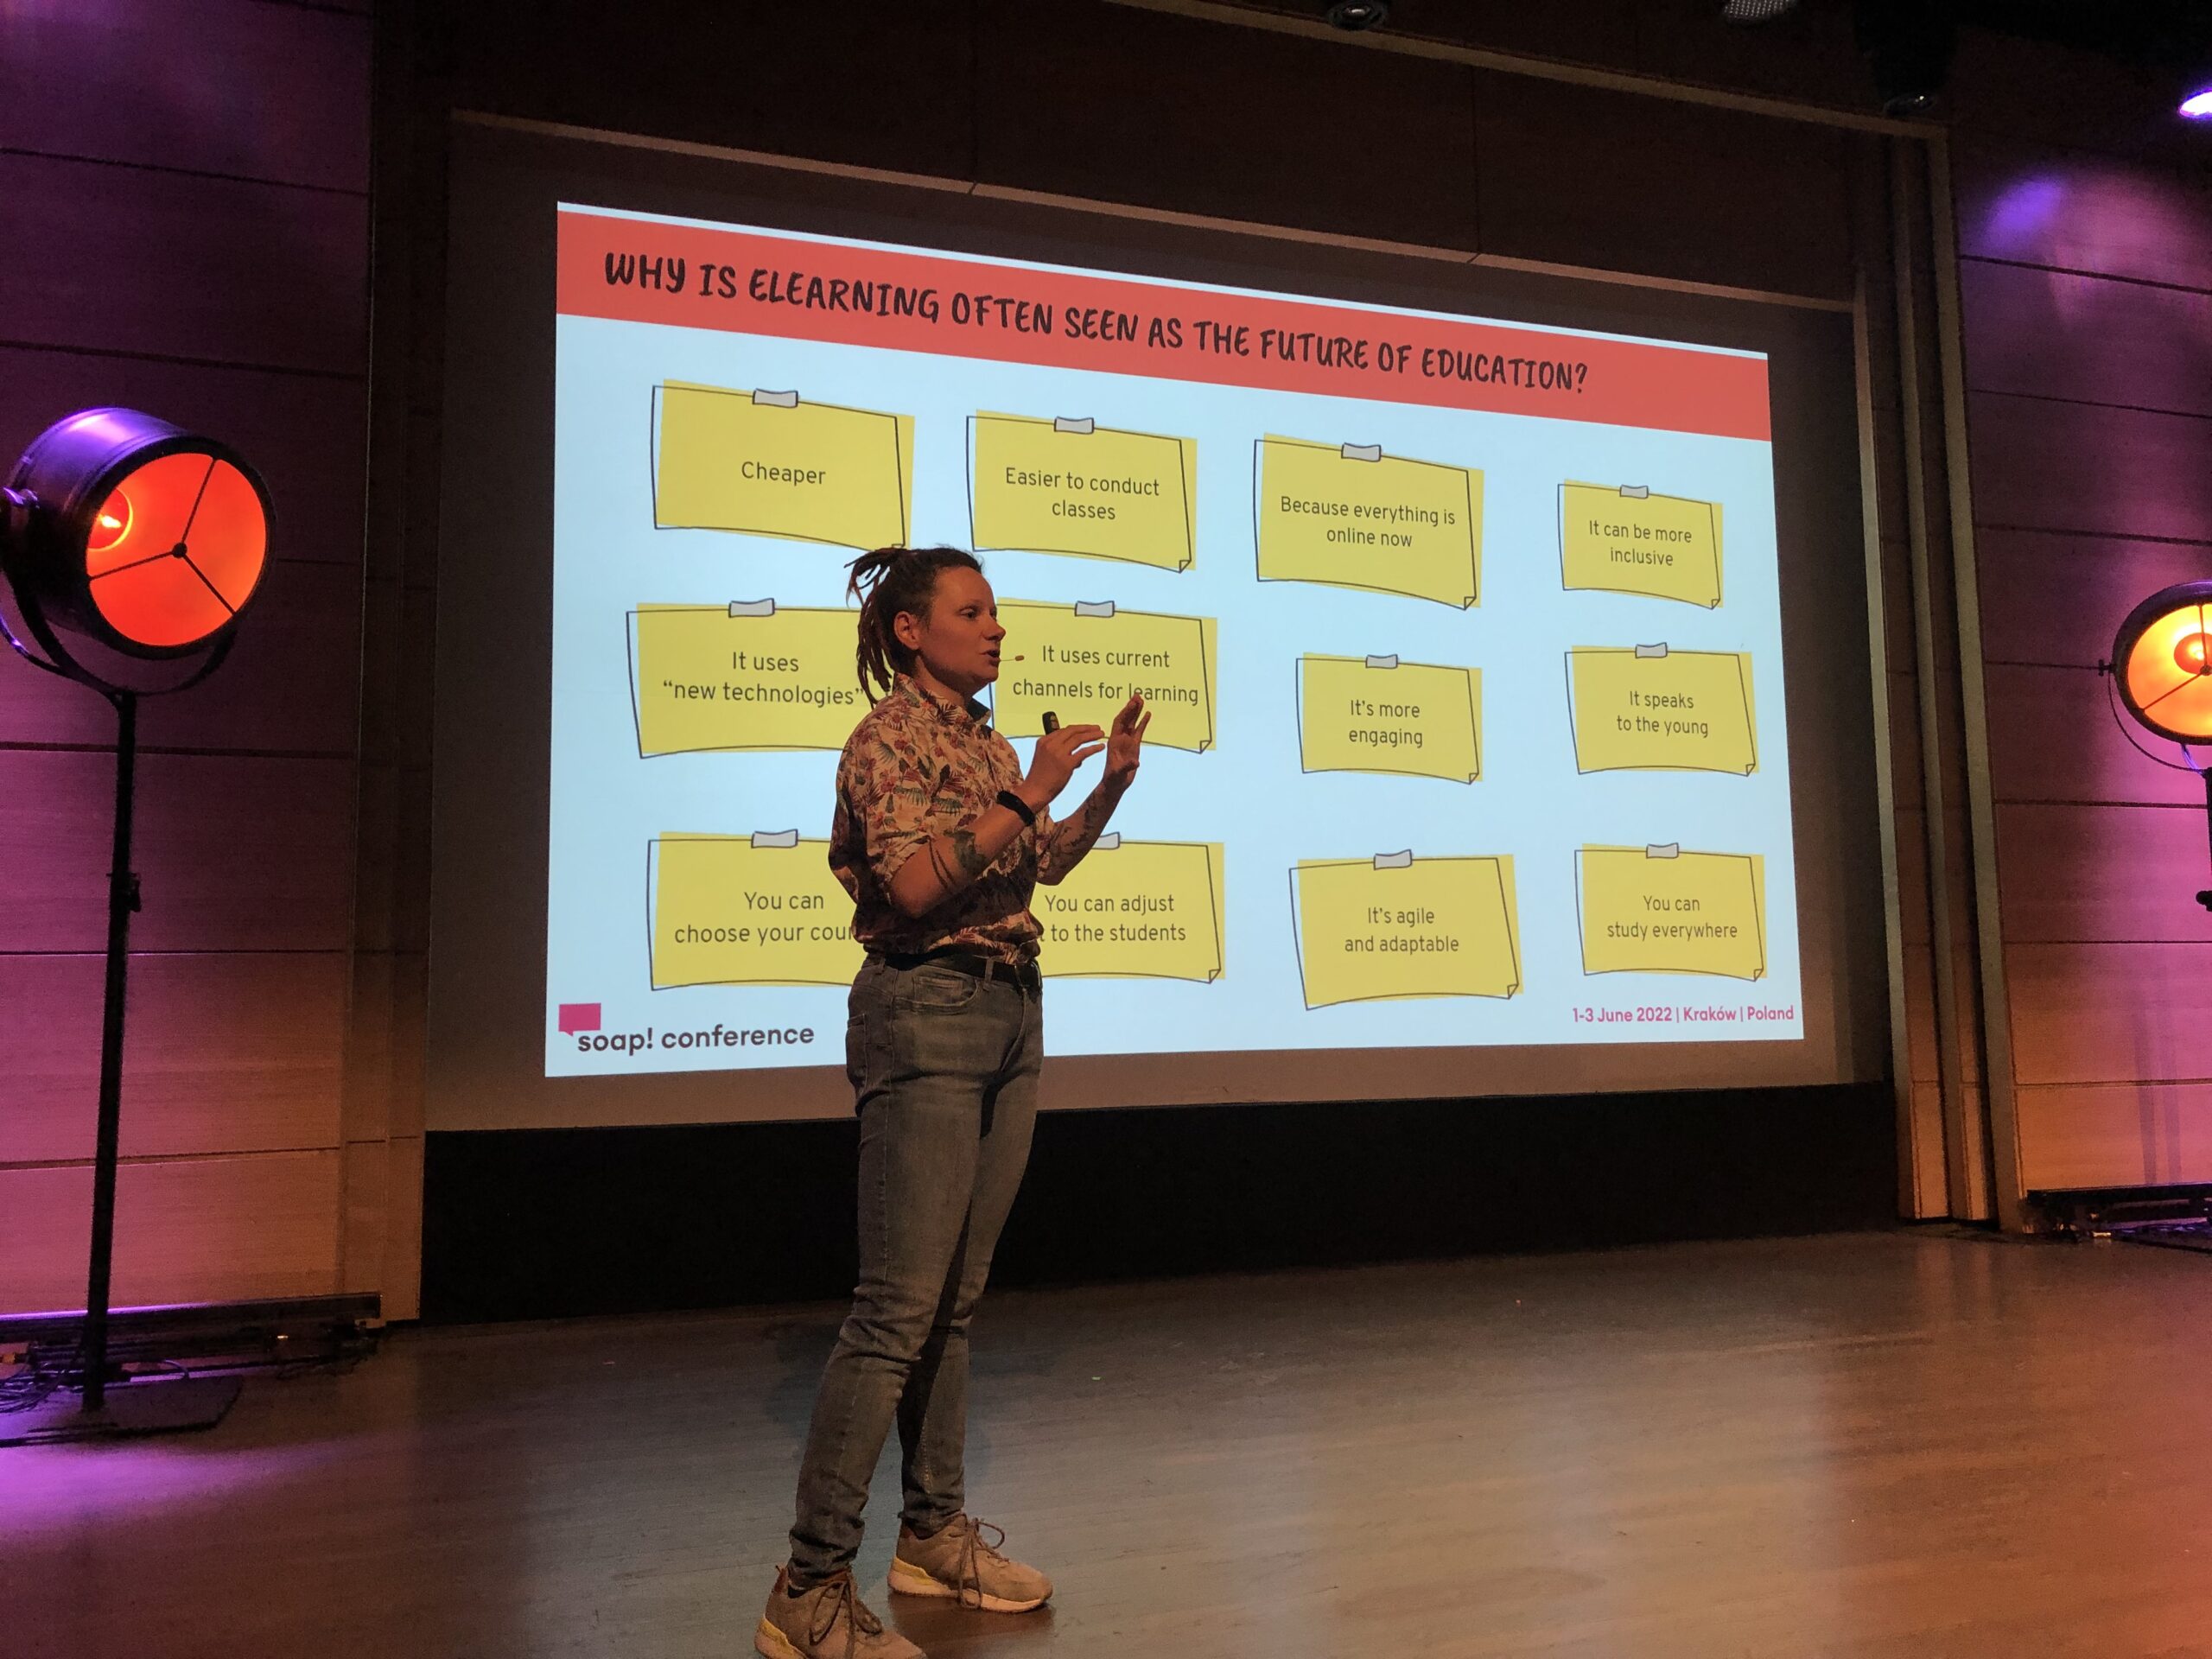 WHY IS ELEARNING OFTEN SEEN AS THE FUTURE OF EDUCATION?
Cheaper
Easier to conduct
classes
Because everything is
online now
It can be more
inclusive
It uses
“new technologies”
It uses current
channels for learning
It's more
engaging
It speaks
to the young
You can
choose your
You can adjust
to the students
It's agile
and adaptable
You can
study everywhere
soap! conference
1-3 June 2022 | Kraków | Poland